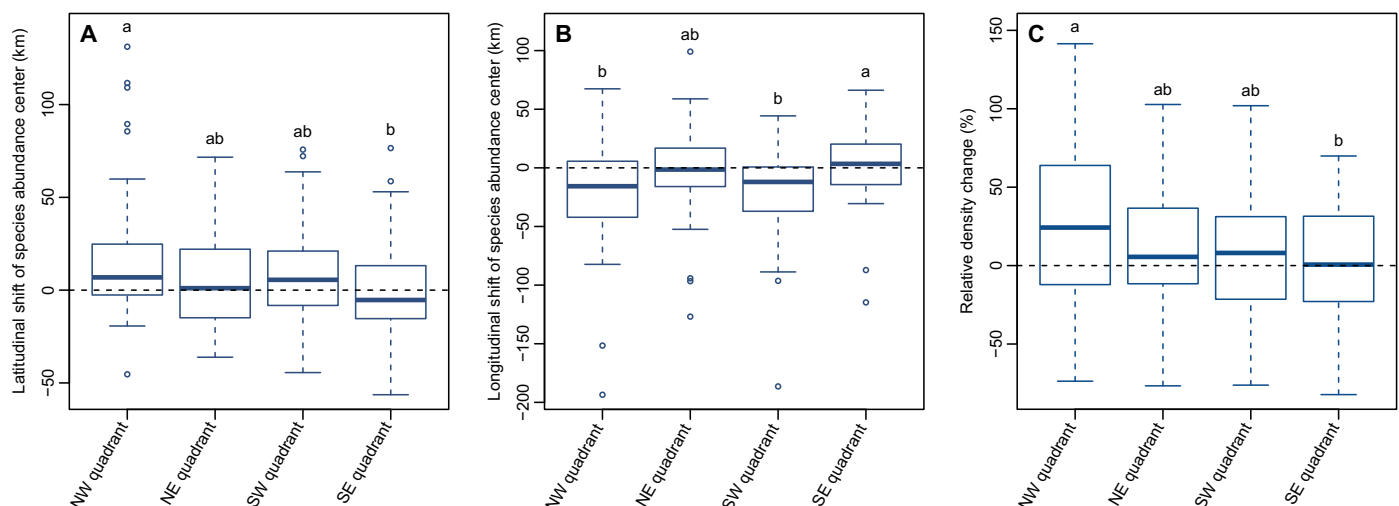 A
Latitudinal shift of species abundance center (km)
100
50
0
−50
a
ab
ab
b
NW quadrant
NE quadrant
SW quadrant
SE quadrant
B
Longitudinal shift of species abundance center (km)
100
50
0
−50
−100
−150
−200
b
ab
b
a
NW quadrant
NE quadrant
SW quadrant
SE quadrant
C
Relative density change (%)
150
100
50
0
−50
a
ab
ab
b
NW quadrant
NE quadrant
SW quadrant
SE quadrant